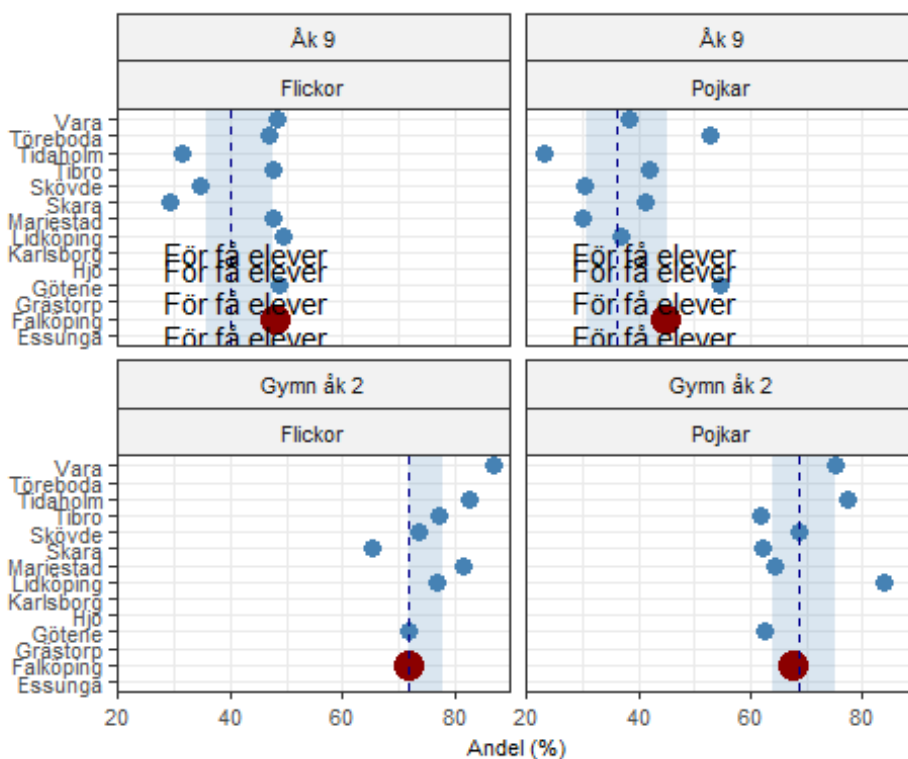 Åk 9
Åk 9
Flickor
Pojkar
Vara
Töreboda
Tidaholm
Tibro
Skövde
Skara
Mariestad
Lidköping
Karlsborg
Hjo
Götene
Grästorp
Falköping
Essunga
För få elever
För få elever
För få elever
För få elever
För få elever
För få elever
För få elever
För få elever
Gymn åk 2
Gymn åk 2
Flickor
Pojkar
Vara
Töreboda
Tidaholm
Tibro
Skövde
Skara
Mariestad
Lidköping
Karlsborg
Hjo
Götene
Grästorp
Falköping
Essunga
20 40 60 80 20 40 60 80
Andel (%)